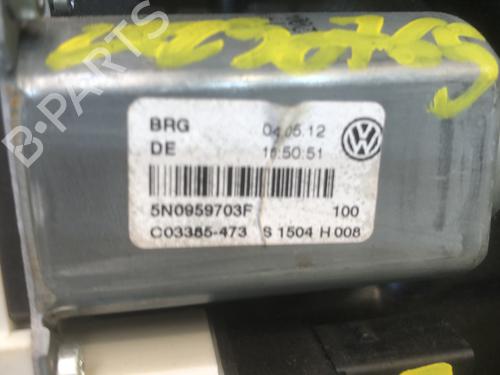 BRG 04.05.12
DE 16:50:51
5N0959703F 100
C03385-473 S 1504 H 008
B-PARTS